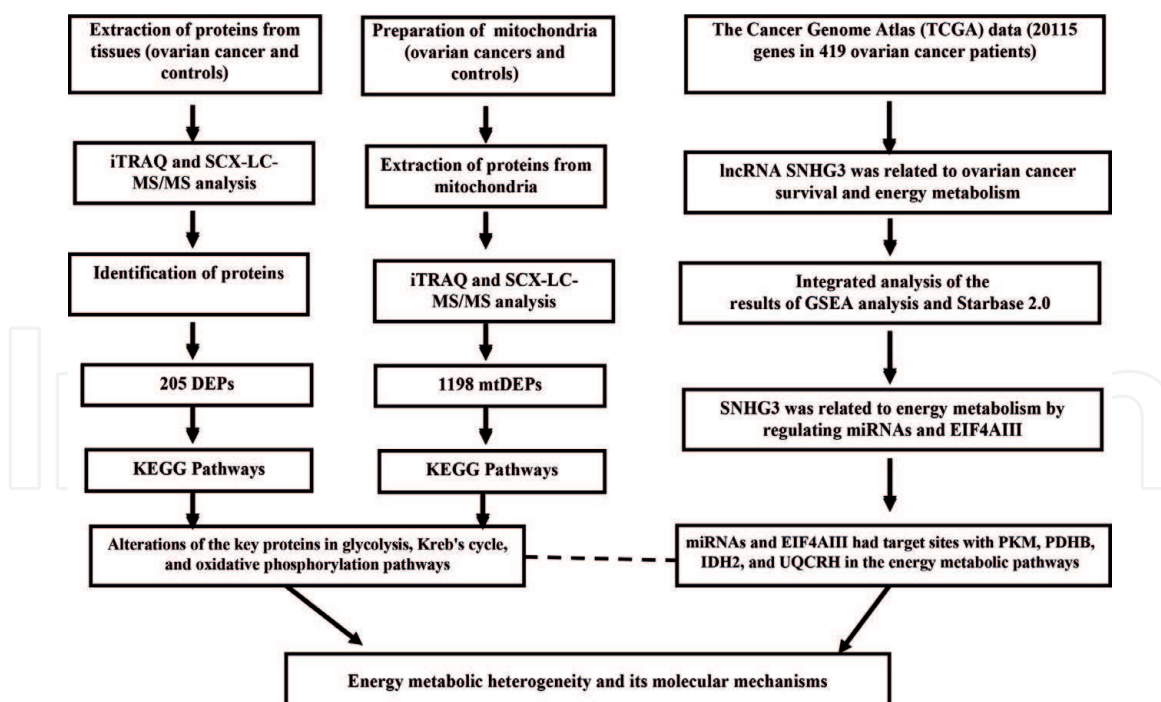 Extraction of proteins from
tissues (ovarian cancer and
controls)
iTRAQ and SCX-LC-
MS/MS analysis
Identification of proteins
205 DEPs
KEGG Pathways
Preparation of mitochondria
(ovarian cancers and
controls)
Extraction of proteins from
mitochondria
iTRAQ and SCX-LC-
MS/MS analysis
1198 mtDEPs
KEGG Pathways
Alterations of the key proteins in glycolysis, Kreb's cycle,
and oxidative phosphorylation pathways
The Cancer Genome Atlas (TCGA) data (20115
genes in 419 ovarian cancer patients)
lncRNA SNHG3 was related to ovarian cancer
survival and energy metabolism
Integrated analysis of the
results of GSEA analysis and Starbase 2.0
SNHG3 was related to energy metabolism by
regulating miRNAs and EIF4AIII
miRNAs and EIF4AIII had target sites with PKM, PDHB,
IDH2, and UQCRH in the energy metabolic pathways
Energy metabolic heterogeneity and its molecular mechanisms